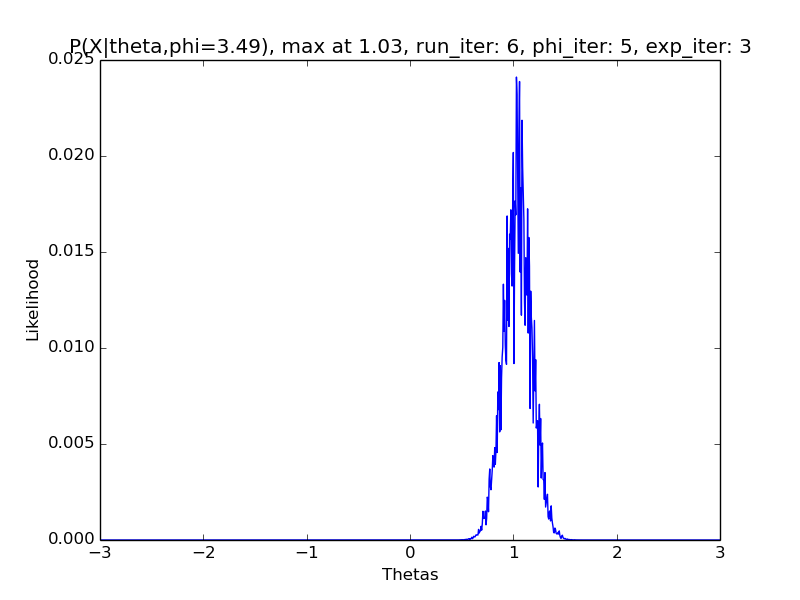 P(X|theta,phi=3.49), max at 1.03, run_iter: 6, phi_iter: 5, exp_iter: 3
0.025
0.020
0.015
Likelihood
0.010
0.005
0.000
−3 −2 −1 0 1 2 3
Thetas